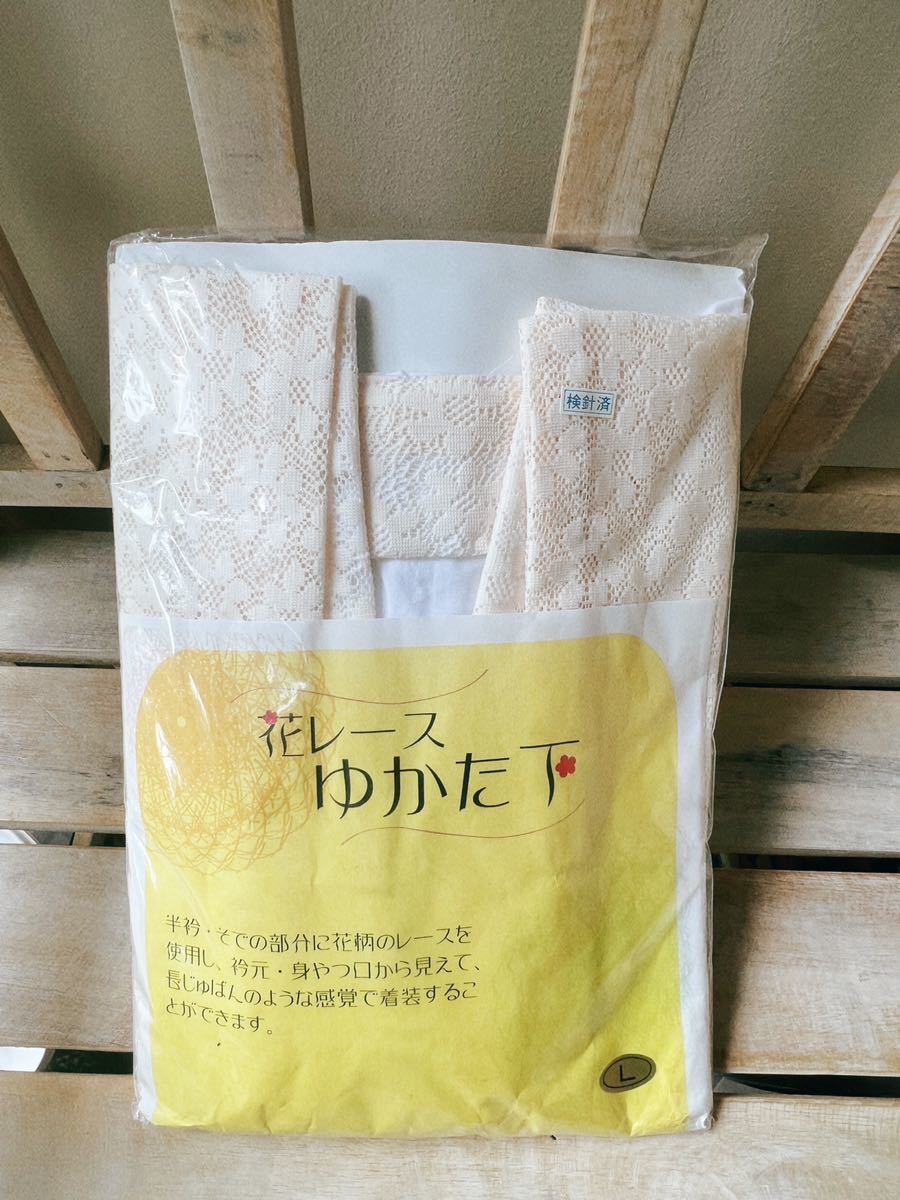 検針済
花レース
ゆかた下
半衿・そでの部分に花柄のレースを
使用し、衿元・身やつ口から見えて、
長じゅばんのような感覚で着装するこ
とができます。
L